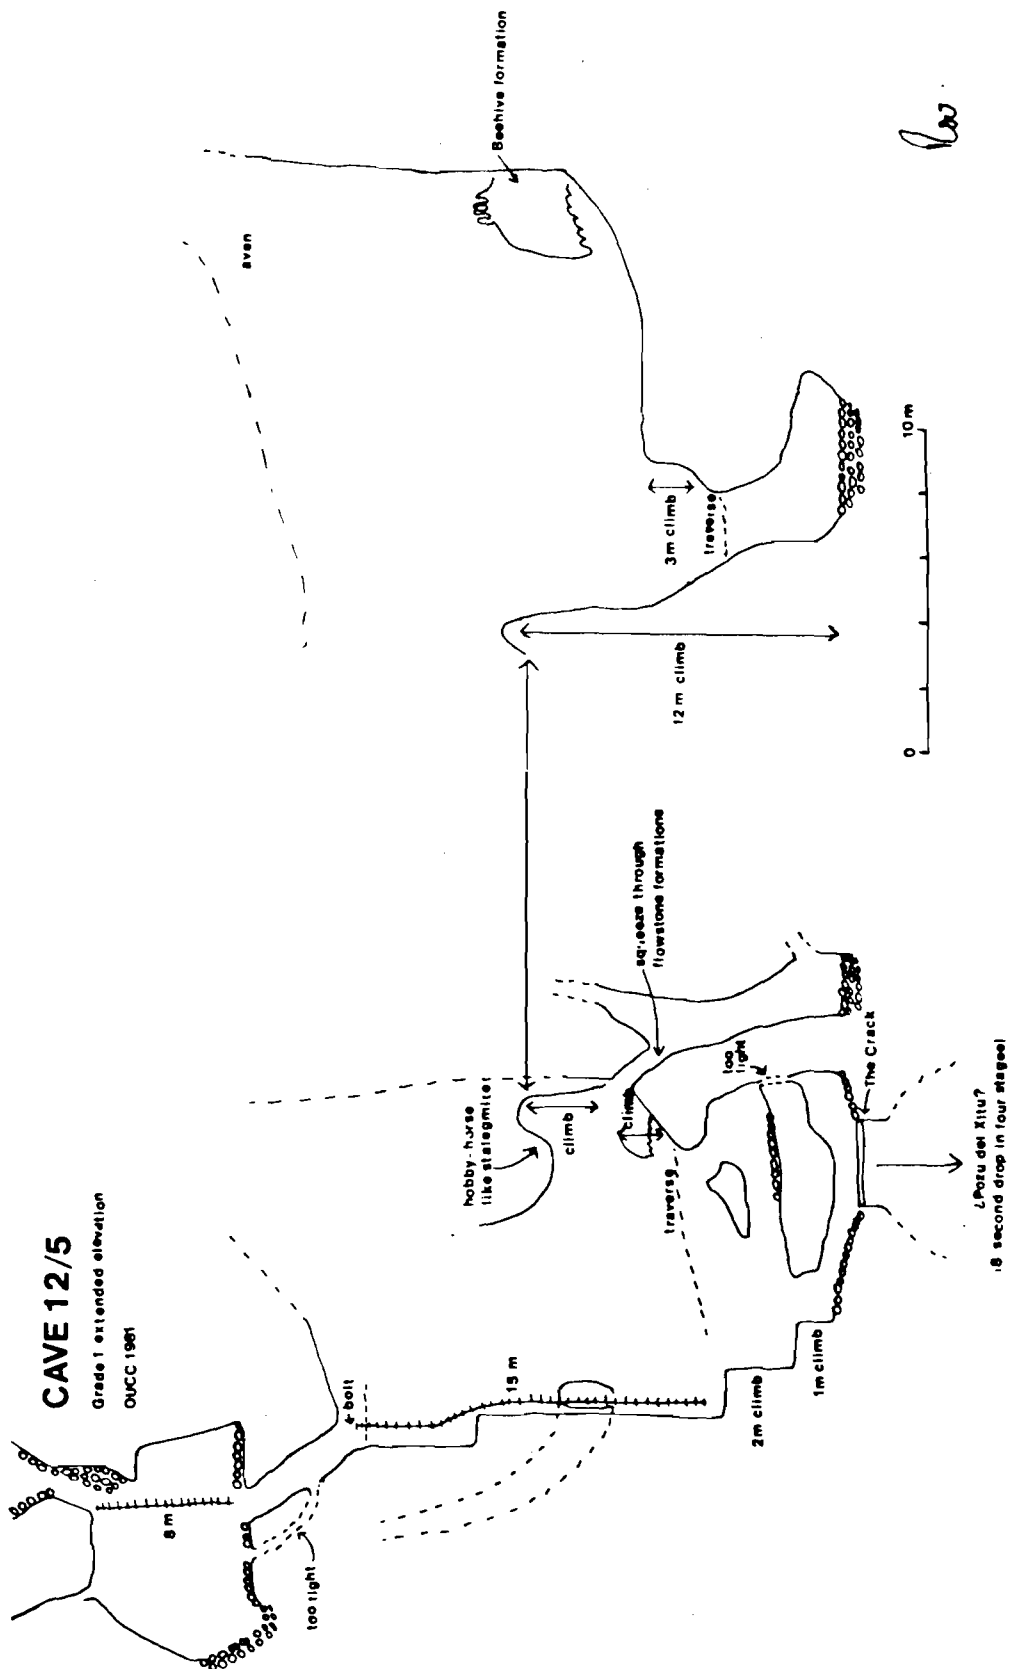 CAVE 12/5
Grade 1 extended elevation
OUCC 1981
8 m
too tight
bolt
15 m
2m climb
1m climb
hobby-horse
like stalagmites
climb
climb
traverse
too
tight
squeeze through
flowstone formations
The Crack
¿Pozu del Xitu?
18 second drop in four stages!
12 m climb
3m climb
traverse
aven
Beehive formation
0
10m